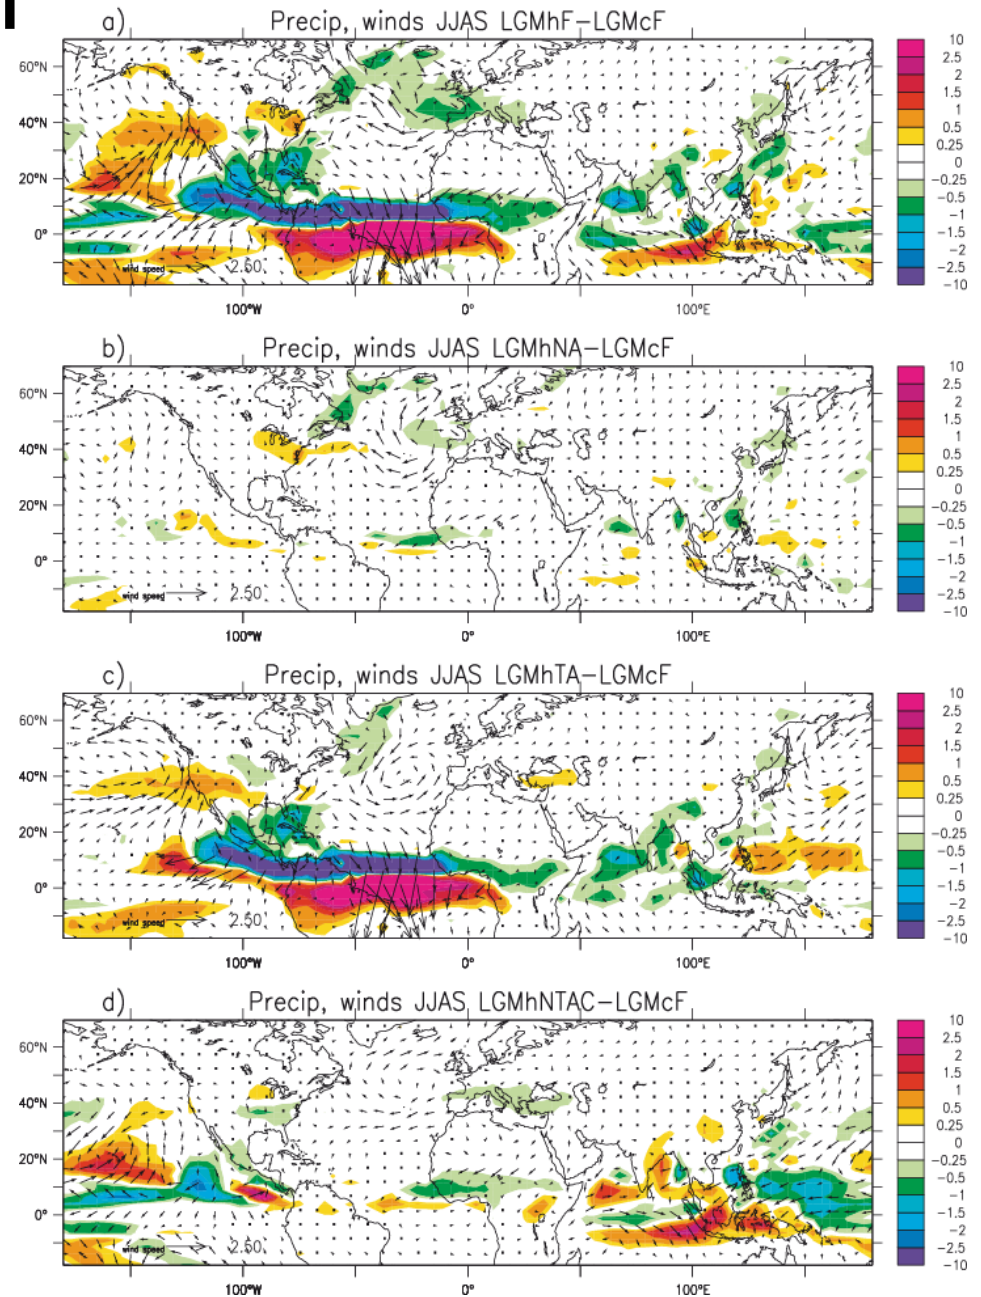 a) Precip, winds JJAS LGMhF-LGMcF
60°N
40°N
20°N
0°
wind speed 2.50
100°W 0° 100°E
10
2.5
2
1.5
1
0.5
0.25
0
-0.25
-0.5
-1
-1.5
-2
-2.5
-10
b) Precip, winds JJAS LGMhNA-LGMcF
60°N
40°N
20°N
0°
wind speed 2.50
100°W 0° 100°E
10
2.5
2
1.5
1
0.5
0.25
0
-0.25
-0.5
-1
-1.5
-2
-2.5
-10
c) Precip, winds JJAS LGMhTA-LGMcF
60°N
40°N
20°N
0°
wind speed 2.50
100°W 0° 100°E
10
2.5
2
1.5
1
0.5
0.25
0
-0.25
-0.5
-1
-1.5
-2
-2.5
-10
d) Precip, winds JJAS LGMhNTAC-LGMcF
60°N
40°N
20°N
0°
wind speed 2.50
100°W 0° 100°E
10
2.5
2
1.5
1
0.5
0.25
0
-0.25
-0.5
-1
-1.5
-2
-2.5
-10